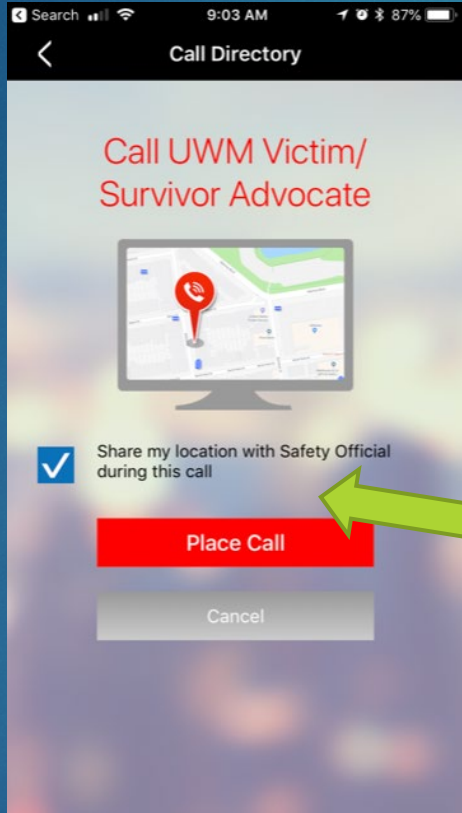 Search 9:03 AM 87%
Call Directory
Call UWM Victim/
Survivor Advocate
Share my location with Safety Official
during this call
Place Call
Cancel